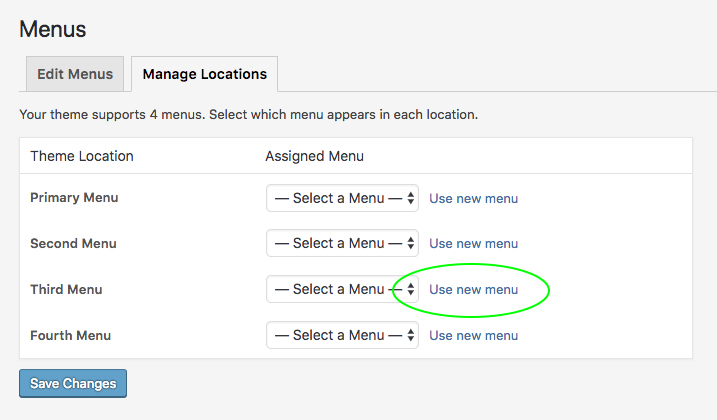 Menus
Edit Menus Manage Locations
Your theme supports 4 menus. Select which menu appears in each location.
Theme Location Assigned Menu
Primary Menu — Select a Menu — Use new menu
Second Menu — Select a Menu — Use new menu
Third Menu — Select a Menu — Use new menu
Fourth Menu — Select a Menu — Use new menu
Save Changes